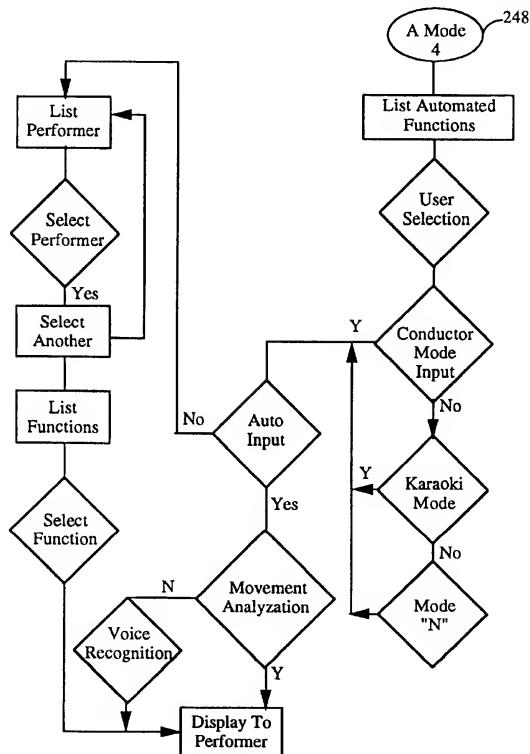 A Mode
4
248
List Automated
Functions
User
Selection
Conductor
Mode
Input
Y
No
Karaoki
Mode
Y
No
Mode
"N"
Auto
Input
No
Yes
Movement
Analyzation
N
Y
Voice
Recognition
Display To
Performer
List
Performer
Select
Performer
Yes
Select
Another
List
Functions
Select
Function